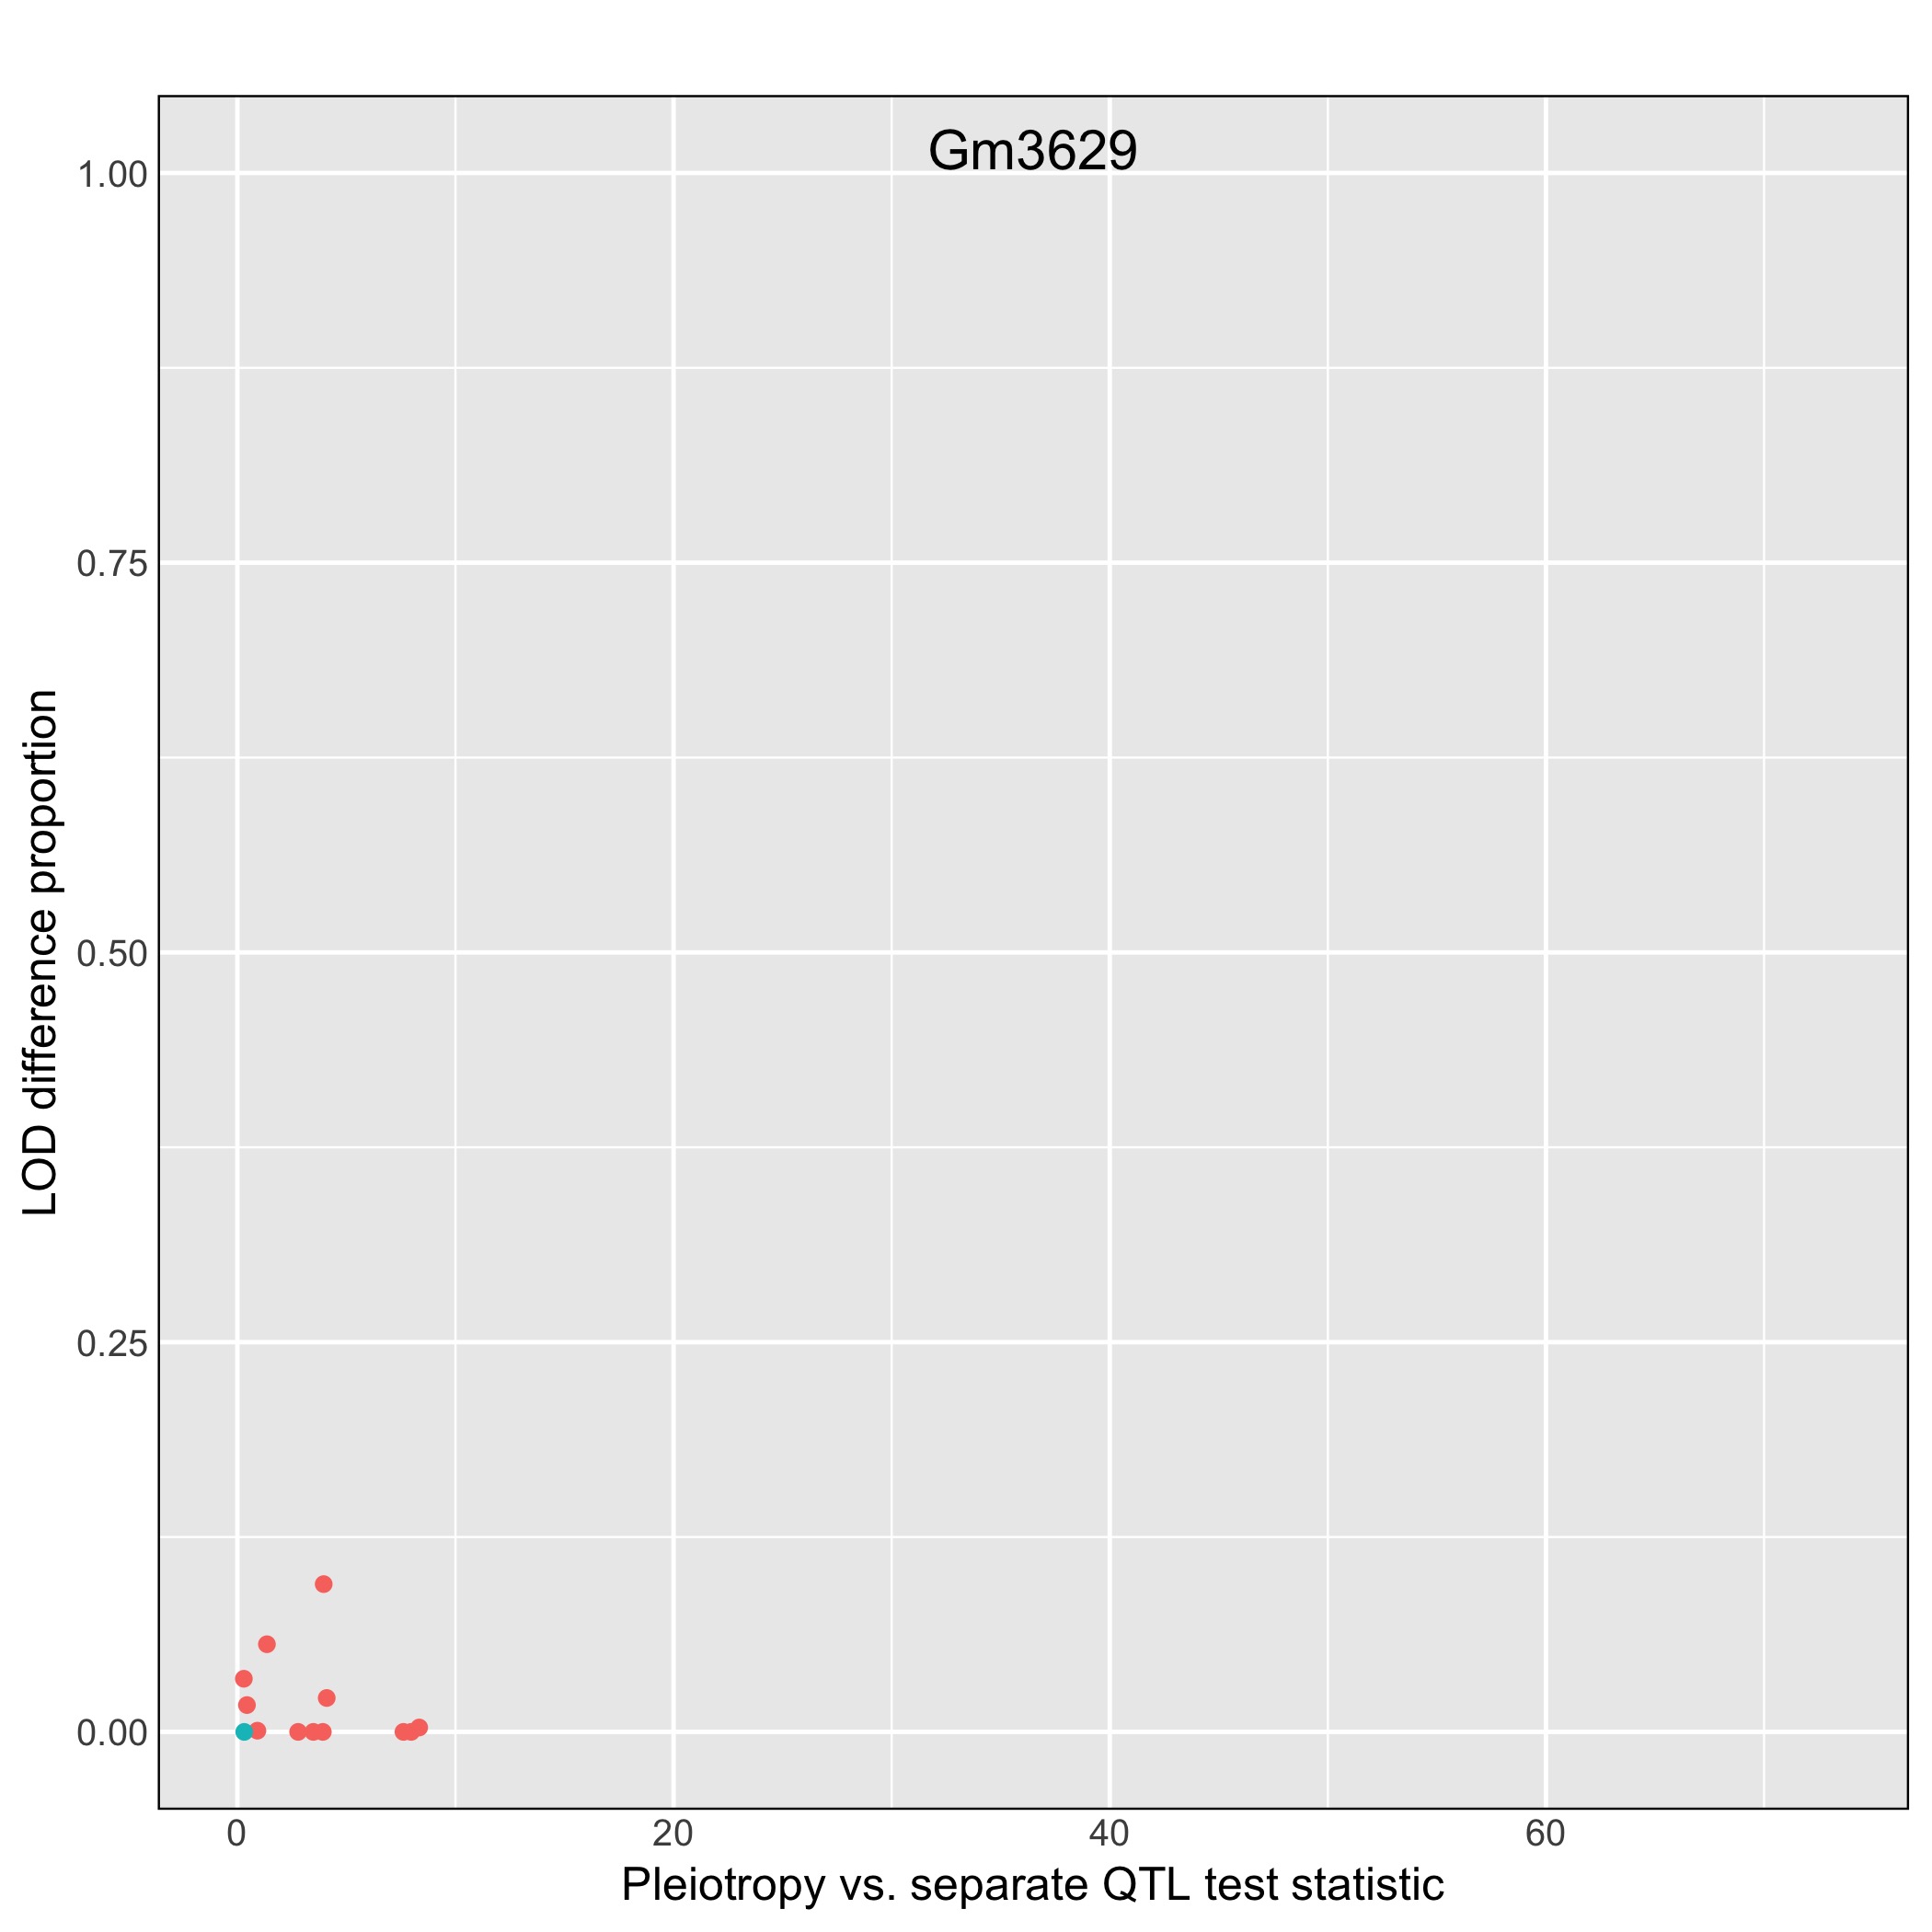 Gm3629
1.00
0.75
0.50
0.25
0.00
LOD difference proportion
0 20 40 60
Pleiotropy vs. separate QTL test statistic